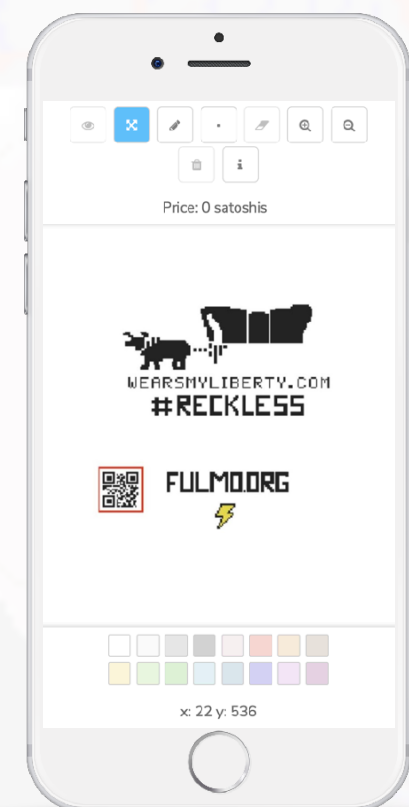 Price: 0 satoshis
WEARSMYLIBERTY.COM
#RECKLESS
FULMO.ORG
x: 22 y: 536